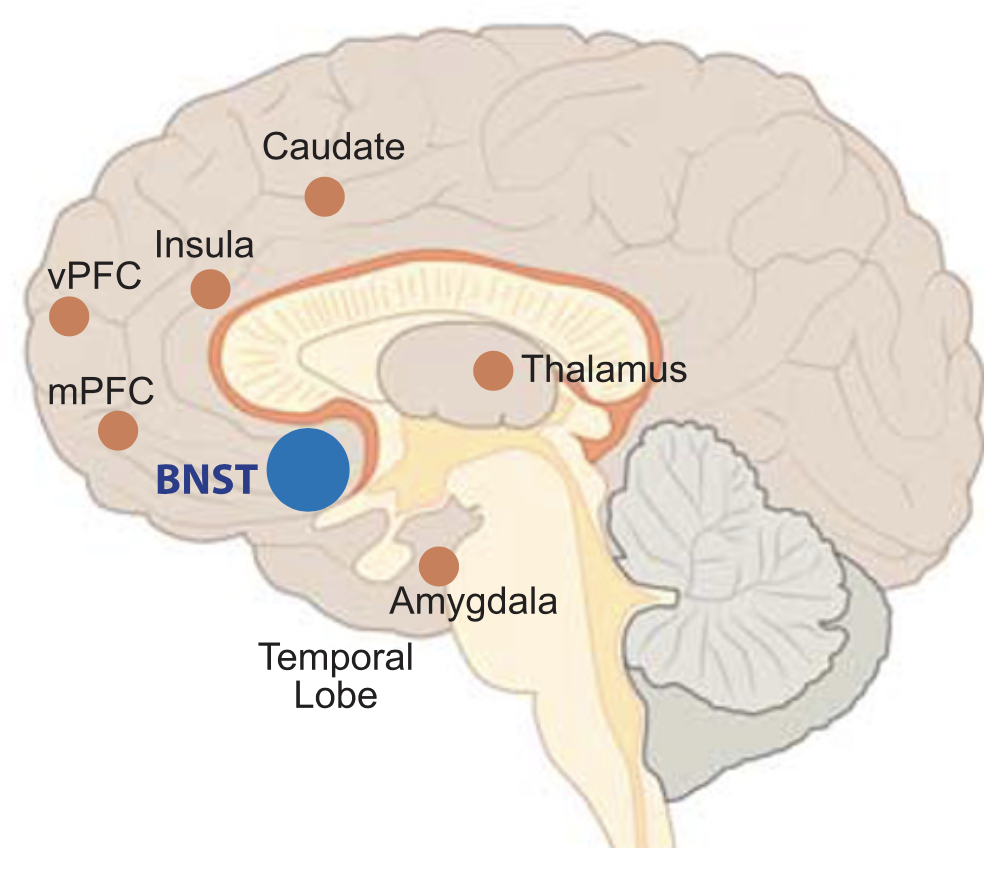 Caudate
Insula
vPFC
Thalamus
mPFC
BNST
Amygdala
Temporal
Lobe